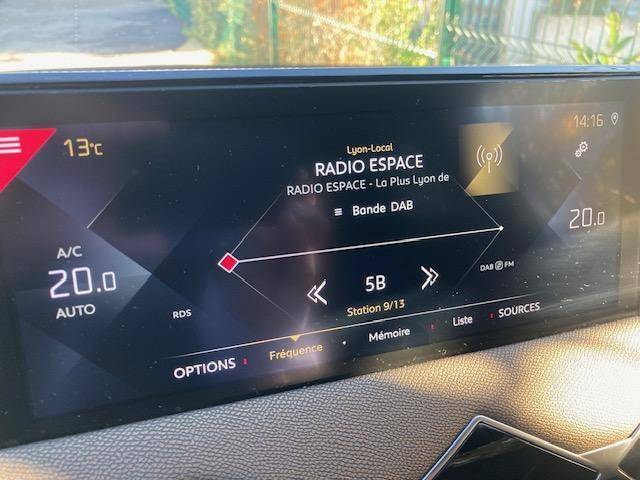 13°C
14:16
Lyon-Local
RADIO ESPACE
RADIO ESPACE - La Plus Lyon de
Bande DAB
A/C
20.0
AUTO
20.0
5B
Station 9/13
DAB FM
RDS
OPTIONS
Fréquence
Mémoire
Liste
SOURCES